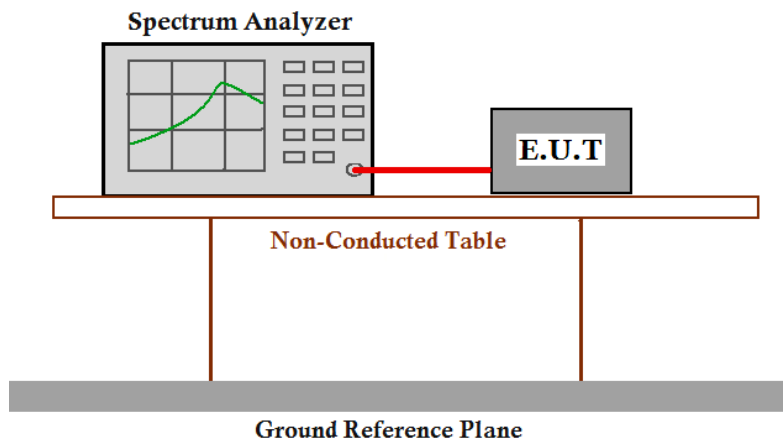 Spectrum Analyzer
E.U.T
Non-Conducted Table
Ground Reference Plane